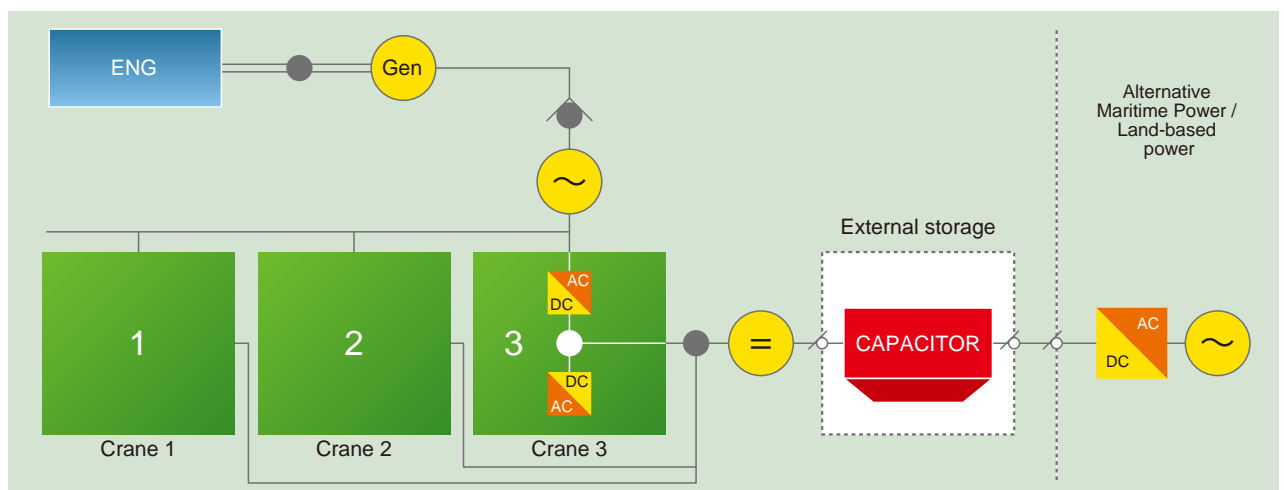 ENG
Gen
Alternative
Maritime Power /
Land-based
power
~
External storage
1
2
3
AC
DC
=
CAPACITOR
AC
DC
~
DC
AC
Crane 1
Crane 2
Crane 3